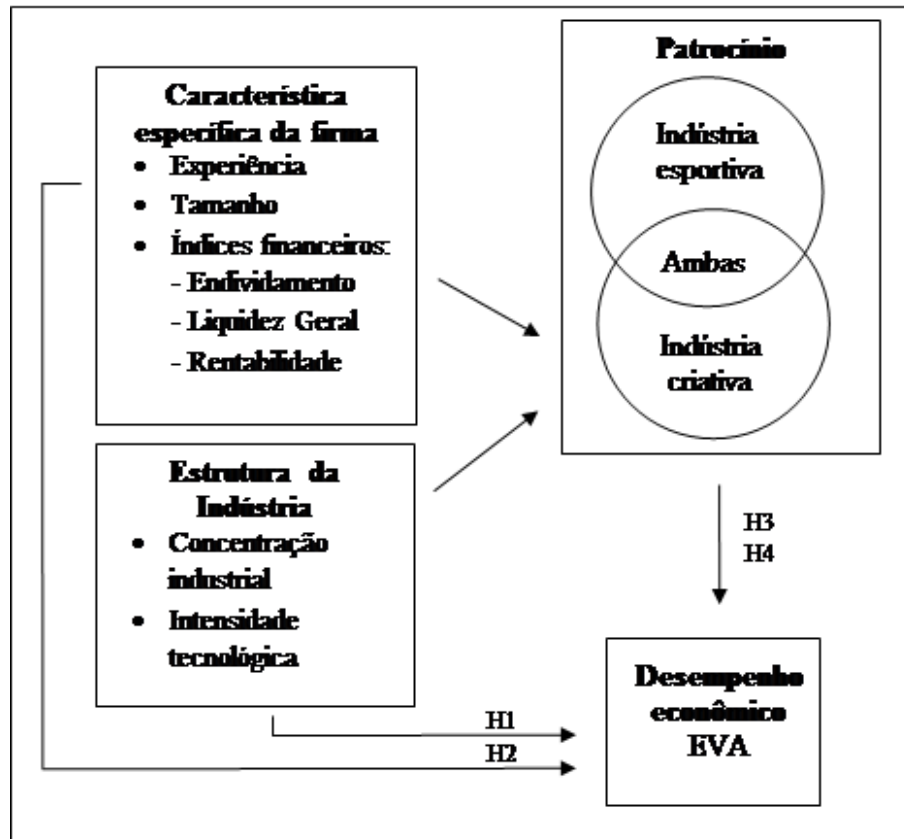 Característica
específica da firma
• Experiência
• Tamanho
• Índices financeiros:
- Endividamento
- Liquidez Geral
- Rentabilidade
Estrutura da
Indústria
• Concentração
industrial
• Intensidade
tecnológica
Patrocínio
Indústria
esportiva
Ambas
Indústria
criativa
H3
H4
H1
H2
Desempenho
econômico
EVA